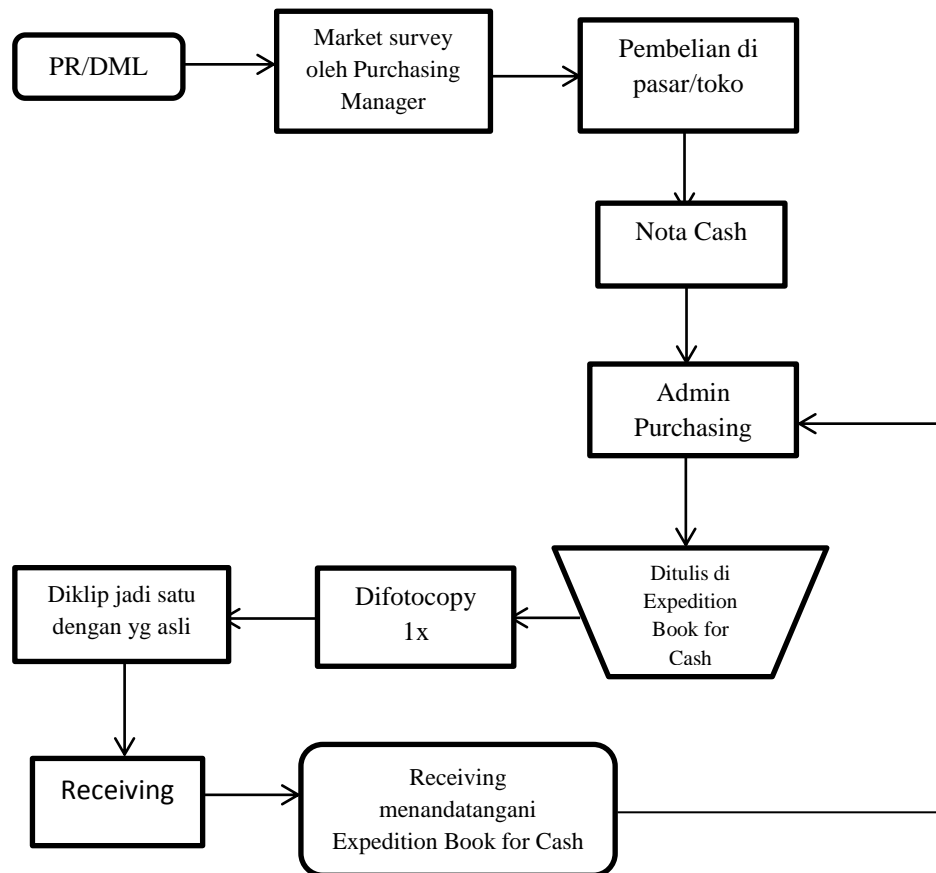 PR/DML
Market survey
oleh Purchasing
Manager
Pembelian di
pasar/toko
Nota Cash
Admin
Purchasing
Ditulis di
Expedition
Book for
Cash
Difotocopy
1x
Diklip jadi satu
dengan yg asli
Receiving
Receiving
menandatangani
Expedition Book for Cash